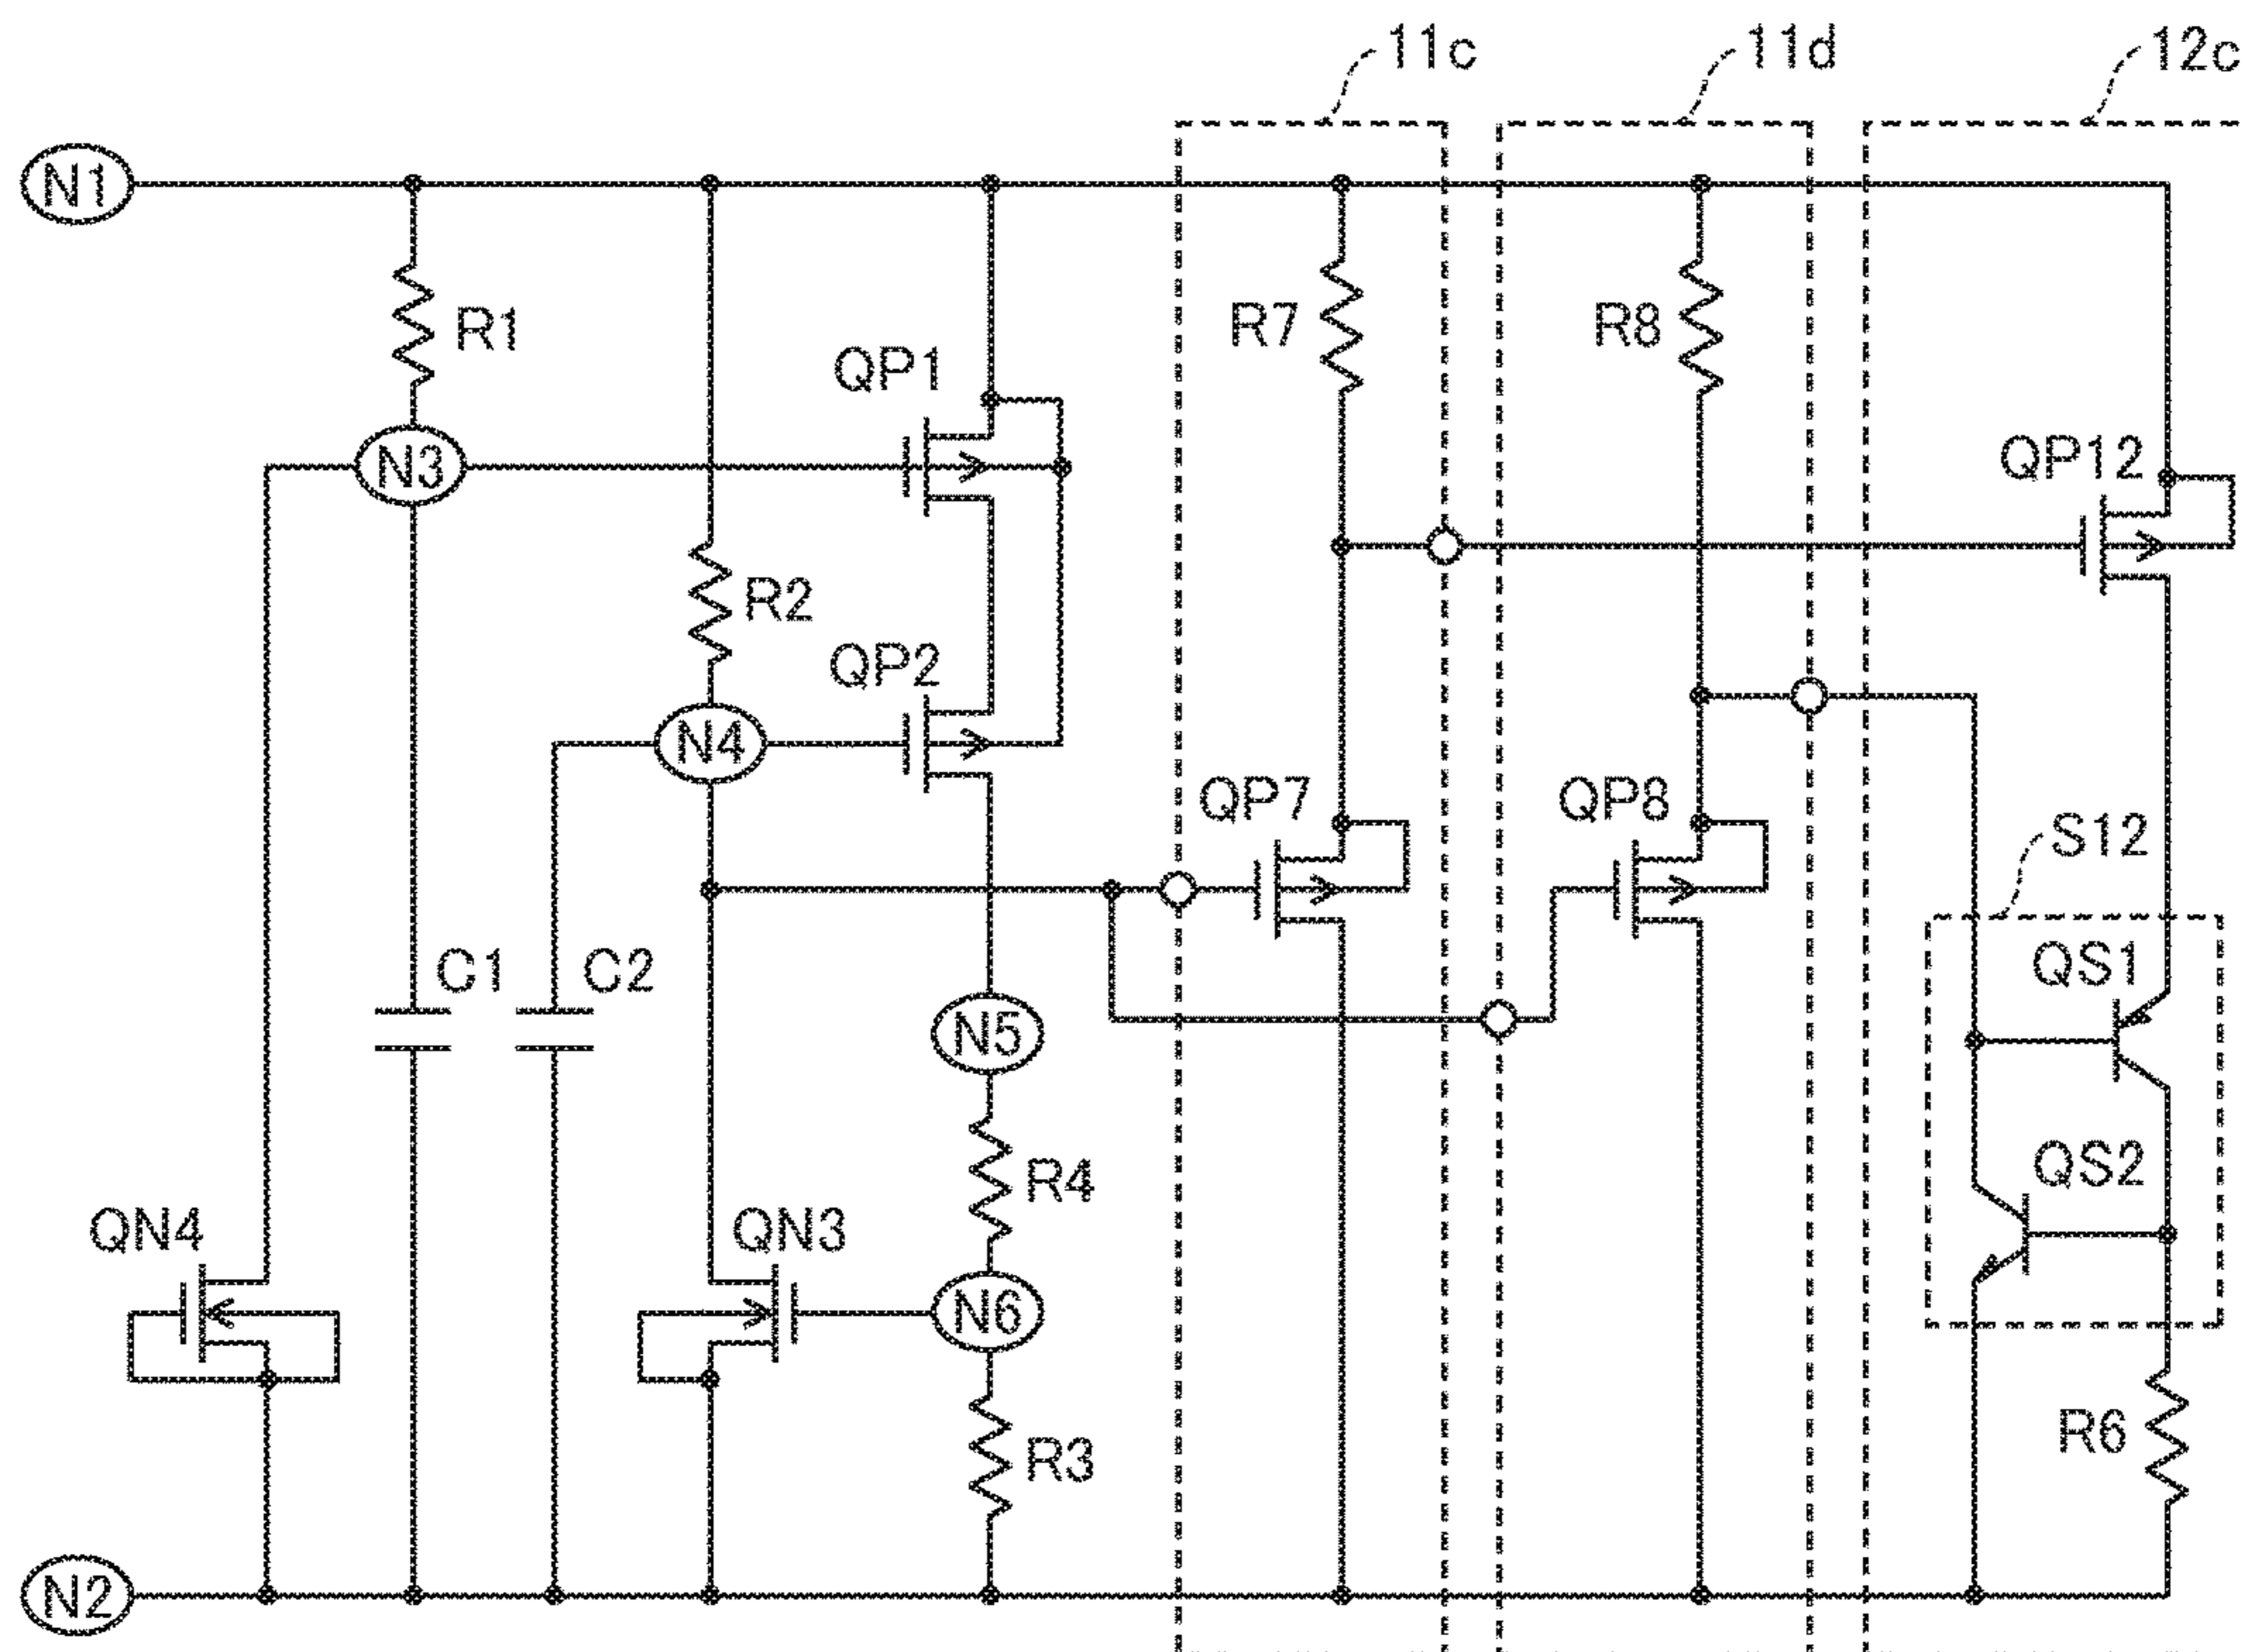 11c
11d
12c
N1
R1
R7
R8
QP1
QP12
N3
R2
QP2
N4
QP7
QP8
S12
C1
C2
QS1
N5
R4
QS2
QN4
QN3
N6
R6
R3
N2